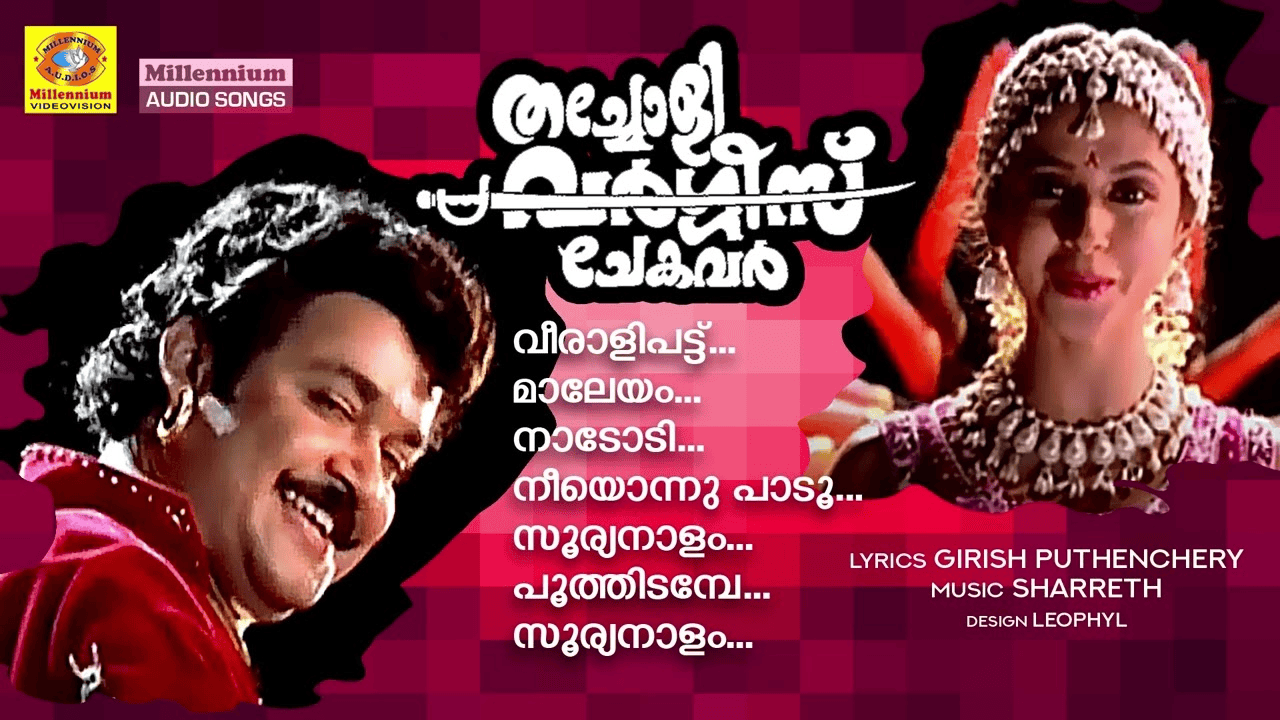 MILLENNIUM
A.U.D.I.O.S
Millennium
VIDEOVISION
Millennium
AUDIO SONGS
തച്ചോളി
വർഗ്ഗീസ്
ചേകവർ
വീരാളിപട്ട്...
മാലേയം...
നാടോടി...
നീയൊന്നു പാടൂ...
സൂര്യനാളം...
പൂത്തിടമ്പേ...
സൂര്യനാളം...
LYRICS GIRISH PUTHENCHERY
MUSIC SHARRETH
DESIGN LEOPHYL